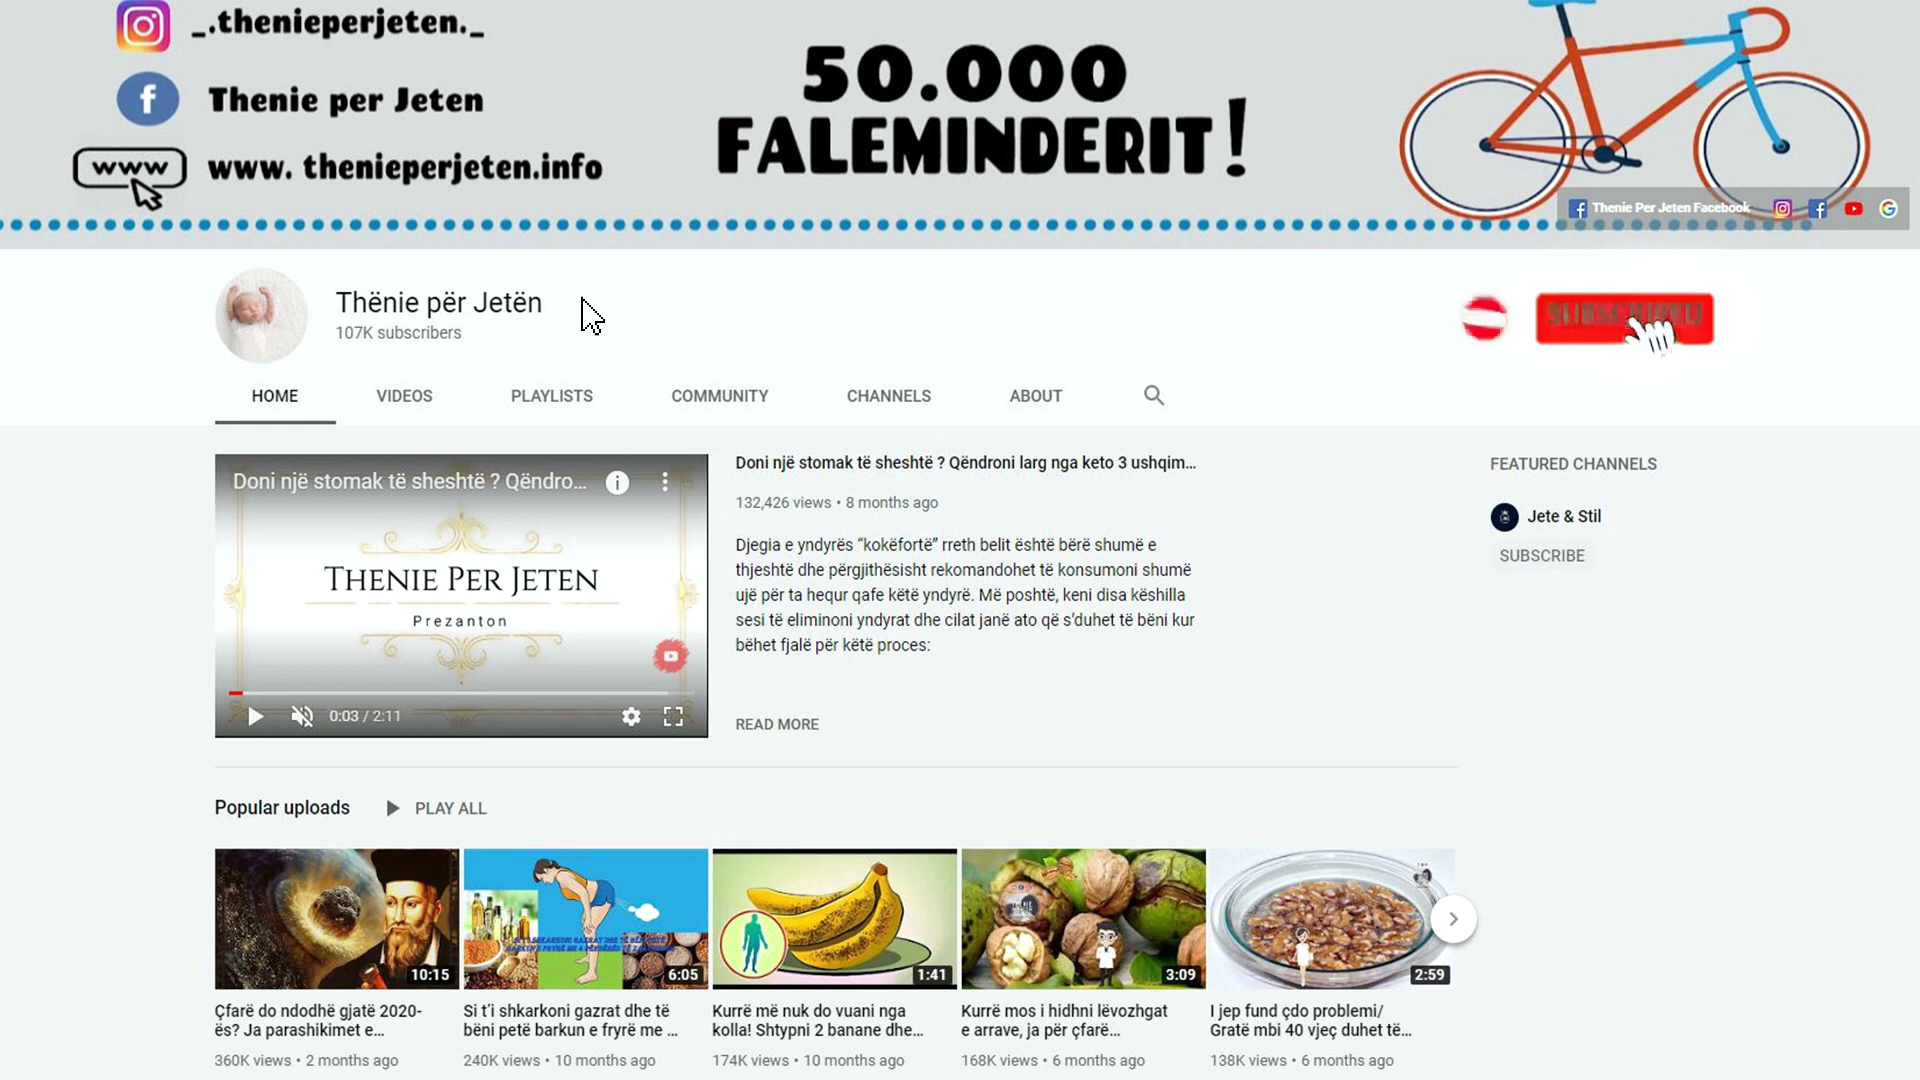 _.thenieperjeten._
Thenie per Jeten
www
www. thenieperjeten.info
50.000
FALEMINDERIT!
Thenie Per Jeten Facebook
Thënie për Jetën
107K subscribers
HOME
VIDEOS
PLAYLISTS
COMMUNITY
CHANNELS
ABOUT
Doni një stomak të sheshtë ? Qëndro...
THENIE PER JETEN
Prezanton
0:03 / 2:11
Doni një stomak të sheshtë ? Qëndroni larg nga keto 3 ushqim...
132,426 views • 8 months ago
Djegia e yndyrës “kokëfortë” rreth belit është bërë shumë e
thjeshtë dhe përgjithësisht rekomandohet të konsumoni shumë
ujë për ta hequr qafe këtë yndyrë. Më poshtë, keni disa këshilla
sesi të eliminoni yndyrat dhe cilat janë ato që s’duhet të bëni kur
bëhet fjalë për këtë proces:
READ MORE
FEATURED CHANNELS
Jete & Stil
SUBSCRIBE
Popular uploads
PLAY ALL
10:15
6:05
1:41
3:09
2:59
Çfarë do ndodhë gjatë 2020-
ës? Ja parashikimet e...
360K views • 2 months ago
Si t’i shkarkoni gazrat dhe të
bëni petë barkun e fryrë me ...
240K views • 10 months ago
Kurrë më nuk do vuani nga
kolla! Shtypni 2 banane dhe...
174K views • 10 months ago
Kurrë mos i hidhni lëvozhgat
e arrave, ja për çfarë...
168K views • 6 months ago
I jep fund çdo problemi/
Gratë mbi 40 vjeç duhet të...
138K views • 6 months ago